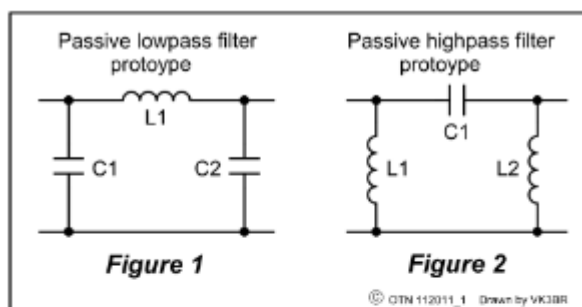 Passive lowpass filter
protoype
L1
C1
C2
Figure 1
Passive highpass filter
protoype
C1
L1
L2
Figure 2
© OTN 112011_1 Drawn by VK3BR